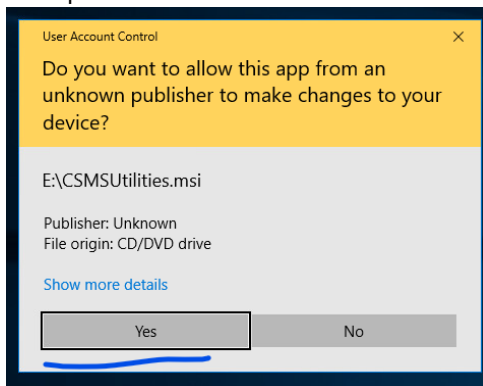 User Account Control
Do you want to allow this app from an
unknown publisher to make changes to your
device?
E:\CSMSUtilities.msi
Publisher: Unknown
File origin: CD/DVD drive
Show more details
Yes No